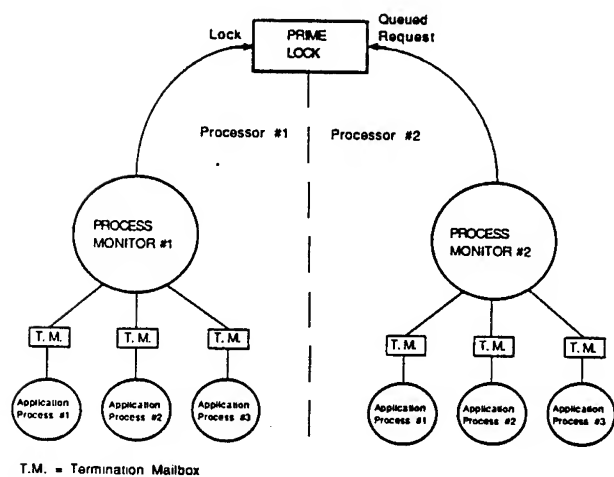 Lock
PRIME
LOCK
Queued
Request
Processor #1
Processor #2
PROCESS
MONITOR #1
PROCESS
MONITOR #2
T. M.
T. M.
T. M.
T. M.
T. M.
T. M.
Application
Process #1
Application
Process #2
Application
Process #3
Application
Process #1
Application
Process #2
Application
Process #3
T.M. = Termination Mailbox